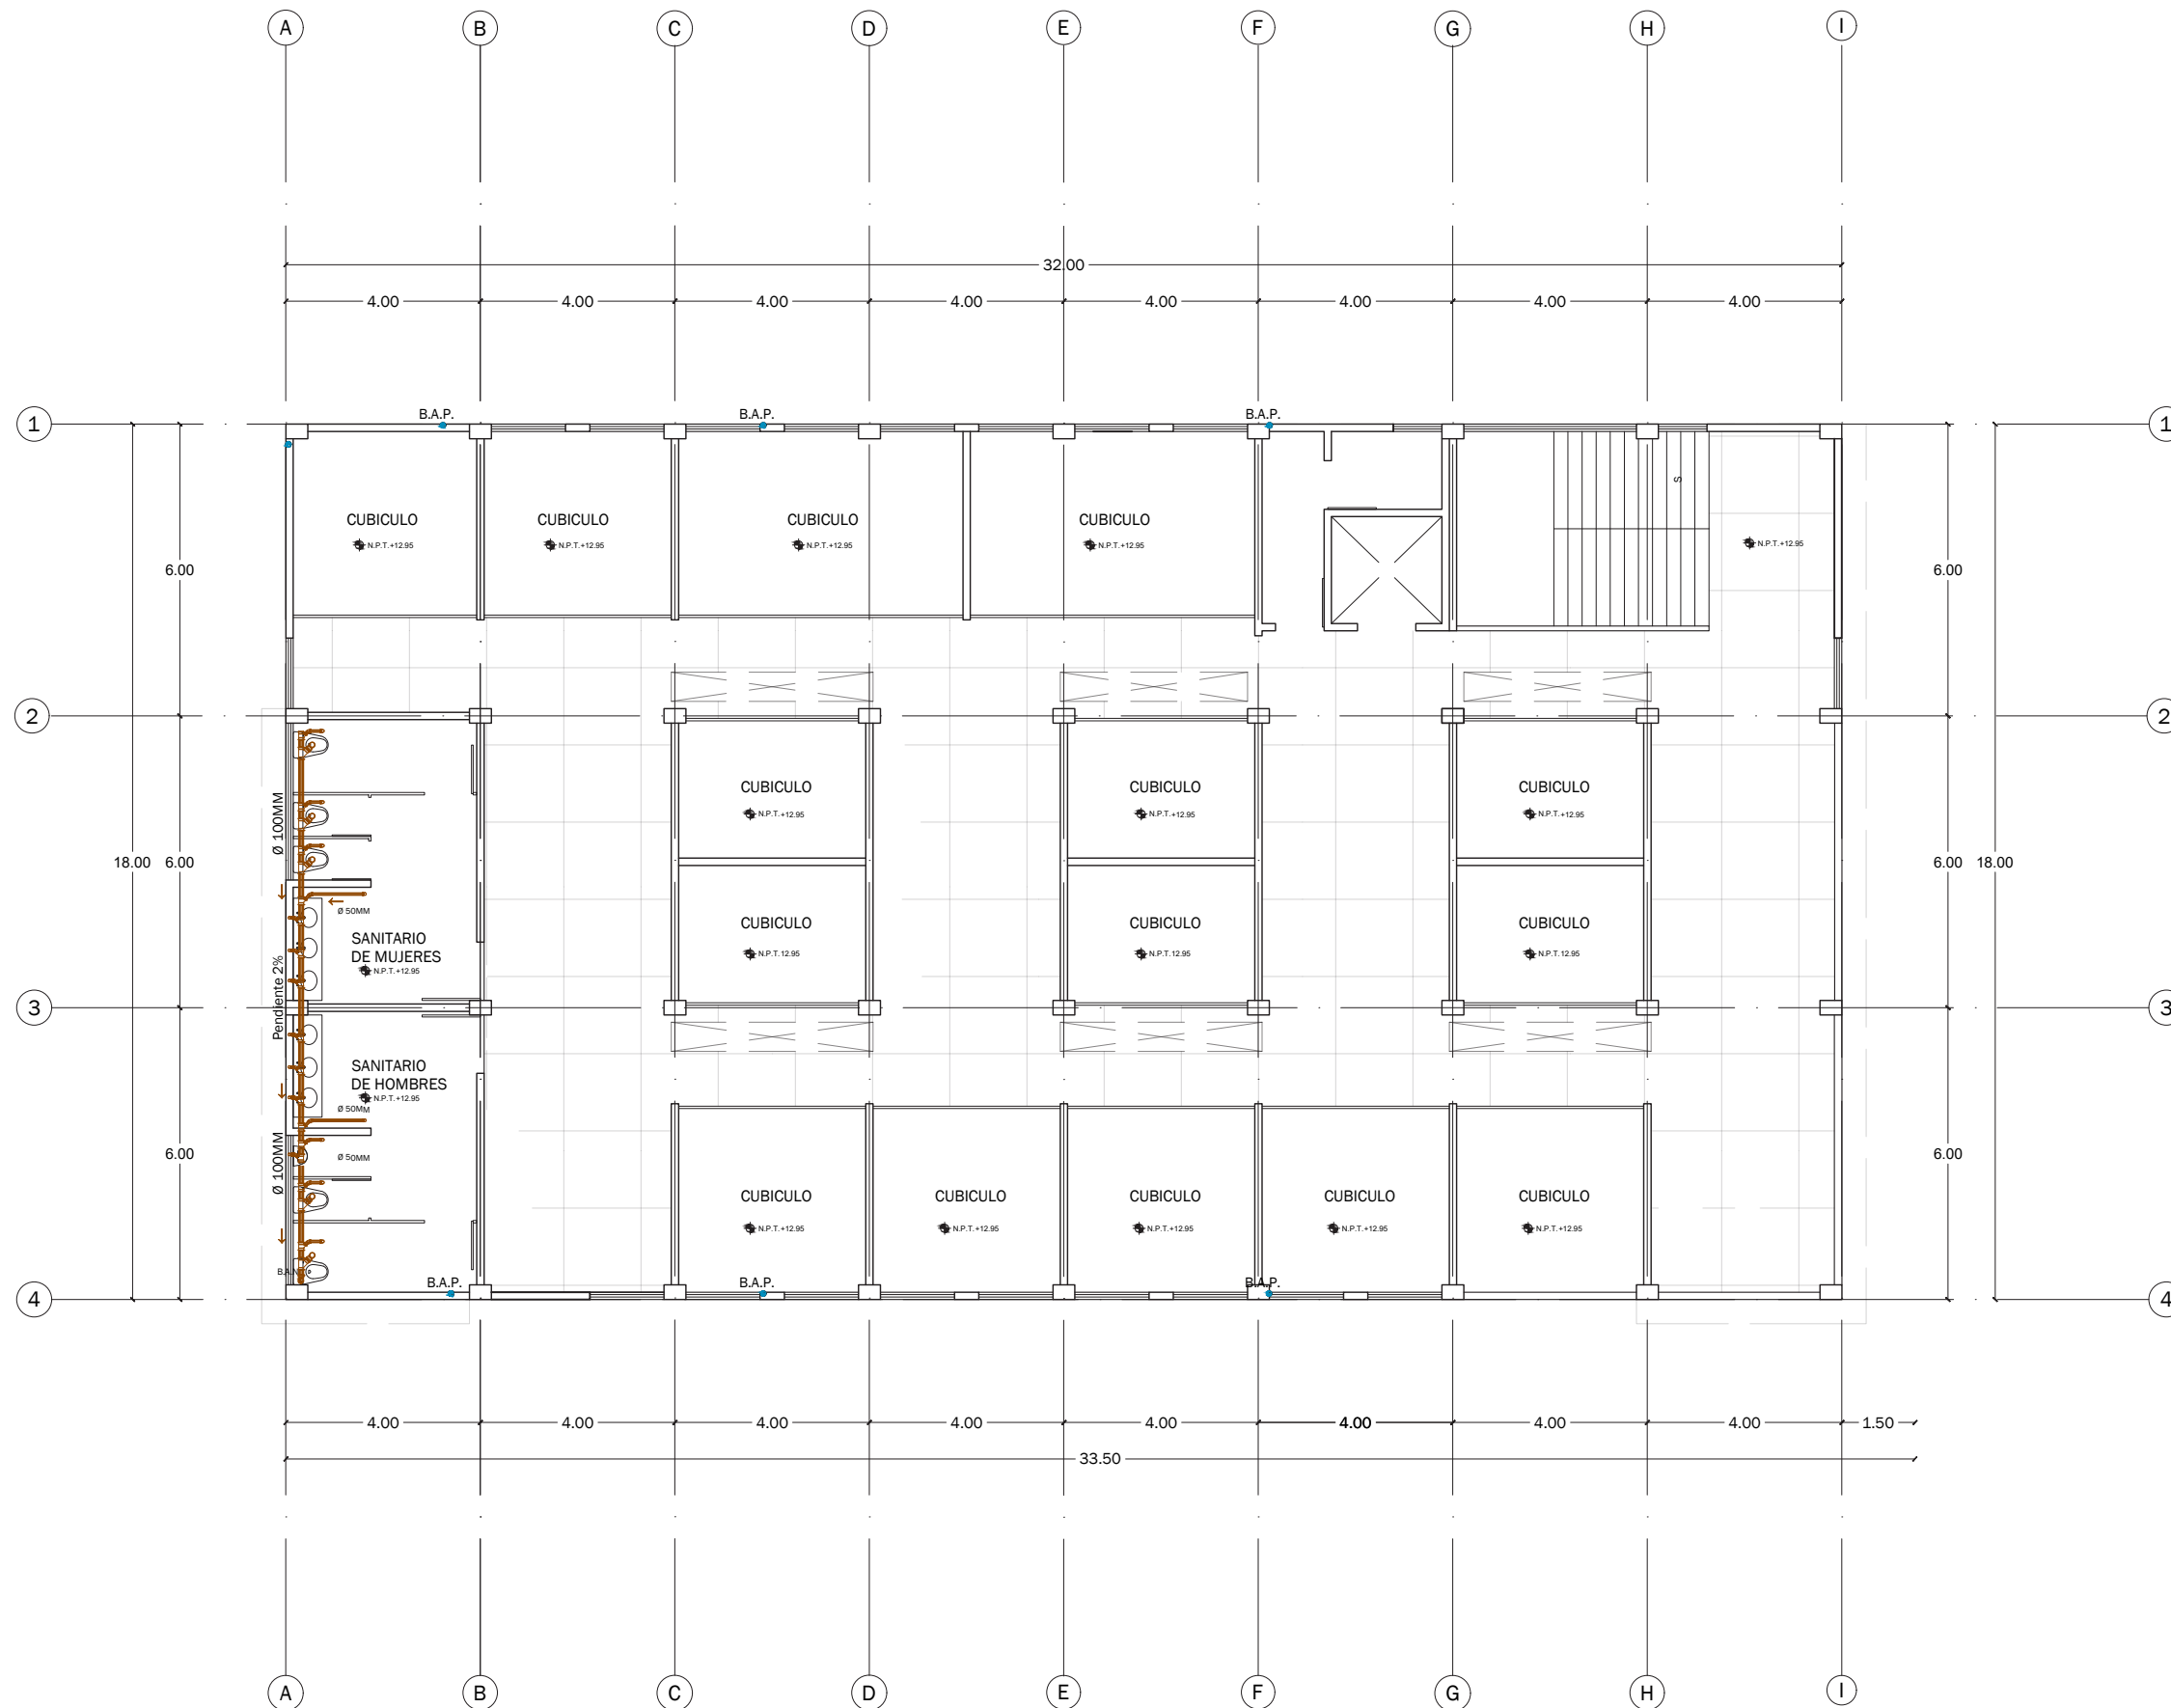 A B C D E F G H I
32.00
4.00 4.00 4.00 4.00 4.00 4.00 4.00 4.00
B.A.P. B.A.P. B.A.P.
1 1
S
CUBICULO CUBICULO CUBICULO CUBICULO
N.P.T.+12.95 N.P.T.+12.95 N.P.T.+12.95 N.P.T.+12.95 N.P.T.+12.95
6.00 6.00
2 2
CUBICULO CUBICULO CUBICULO
N.P.T.+12.95 N.P.T.+12.95 N.P.T.+12.95
Ø 100MM
18.00 6.00 6.00 18.00
Ø 50MM
CUBICULO CUBICULO CUBICULO
SANITARIO
DE MUJERES
N.P.T.+12.95
N.P.T.12.95 N.P.T.12.95 N.P.T.12.95
Pendiente 2%
3 3
SANITARIO
DE HOMBRES
N.P.T.+12.95
Ø 50MM
Ø 100MM
Ø 50MM
6.00 6.00
CUBICULO CUBICULO CUBICULO CUBICULO CUBICULO
N.P.T.+12.95 N.P.T.+12.95 N.P.T.+12.95 N.P.T.+12.95 N.P.T.+12.95
B.A.N.
B.A.P. B.A.P. B.A.P.
4 4
4.00 4.00 4.00 4.00 4.00 4.00 4.00 4.00 1.50
33.50
A B C D E F G H I